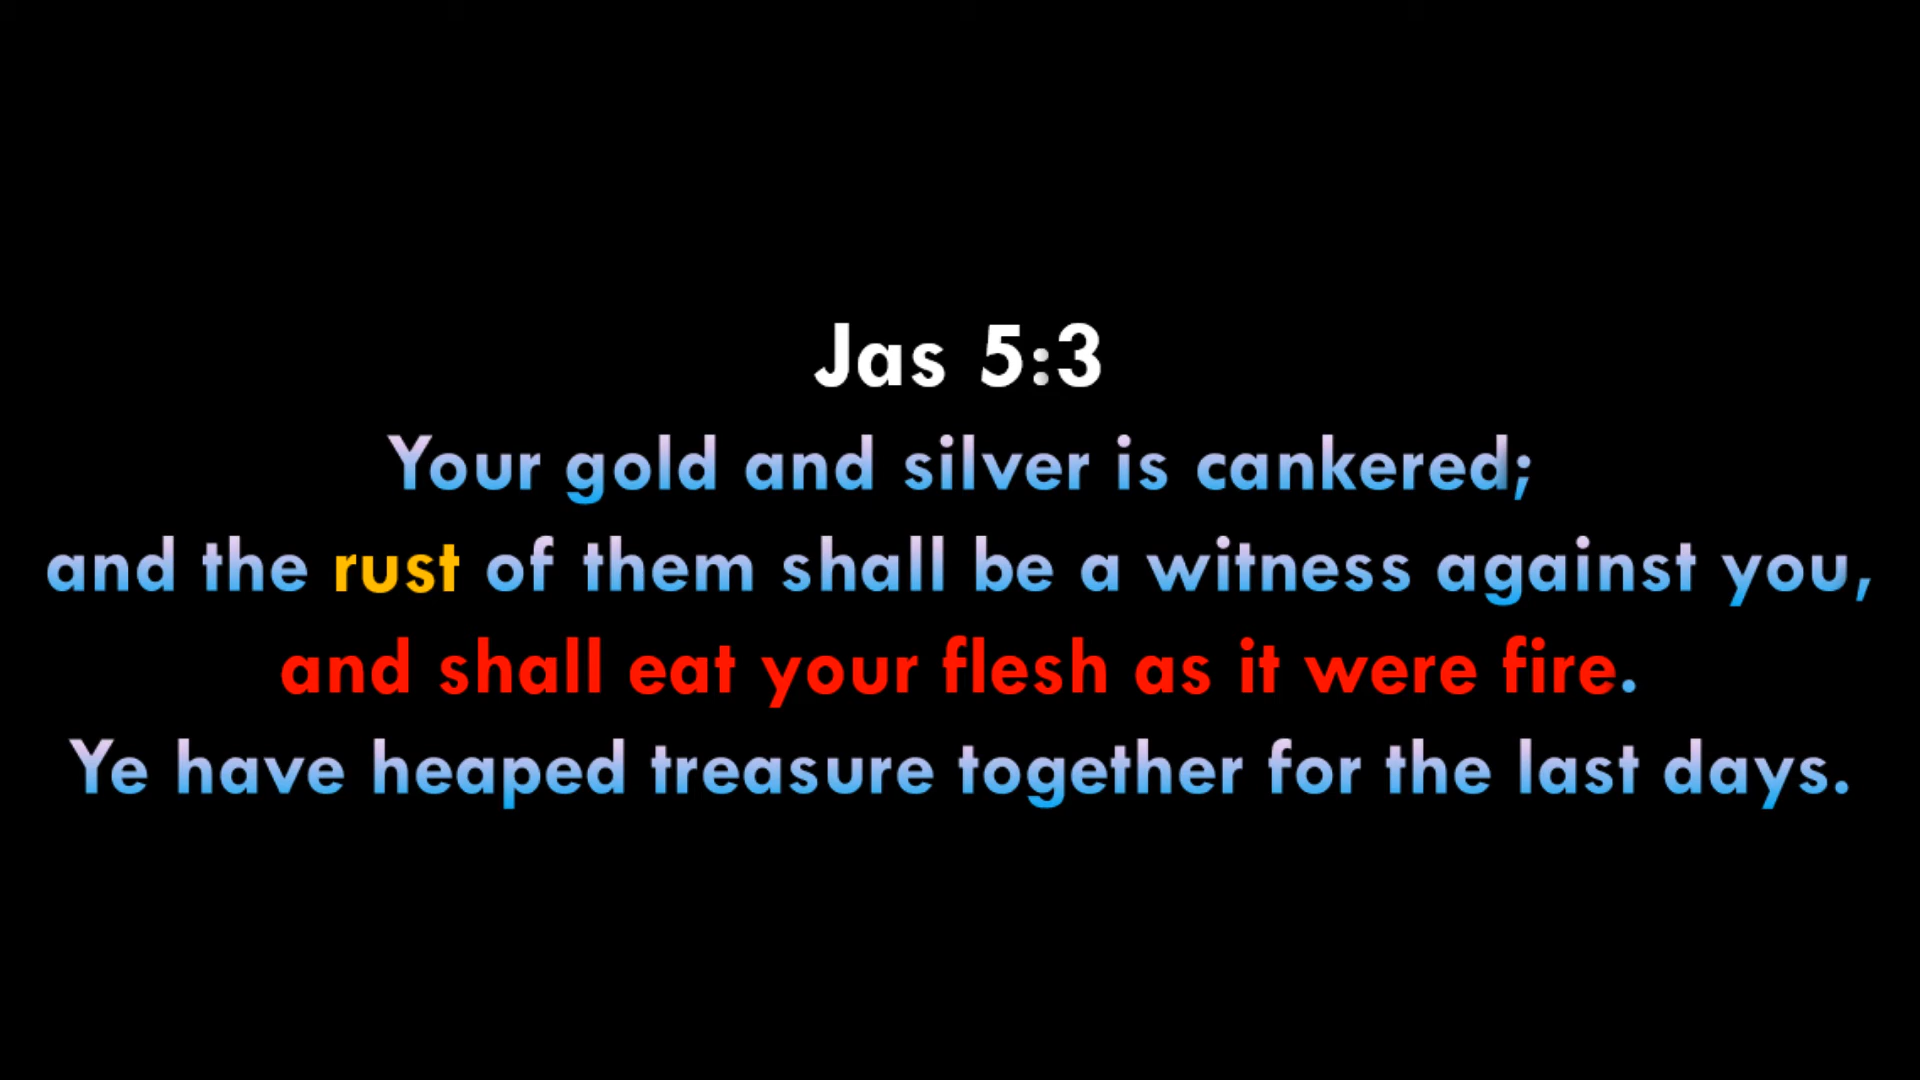 Jas 5:3
Your gold and silver is cankered;
and the rust of them shall be a witness against you,
and shall eat your flesh as it were fire.
Ye have heaped treasure together for the last days.